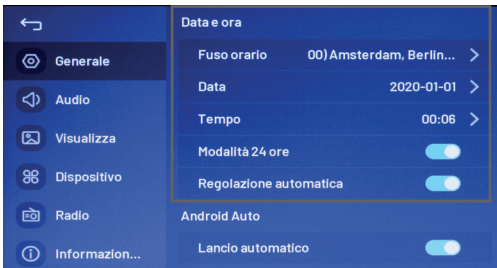 Data e ora
Generale
Fuso orario 00) Amsterdam, Berlin...
Audio
Data 2020-01-01
Tempo 00:06
Visualizza
Modalità 24 ore
Dispositivo
Regolazione automatica
Radio
Android Auto
Informazion...
Lancio automatico